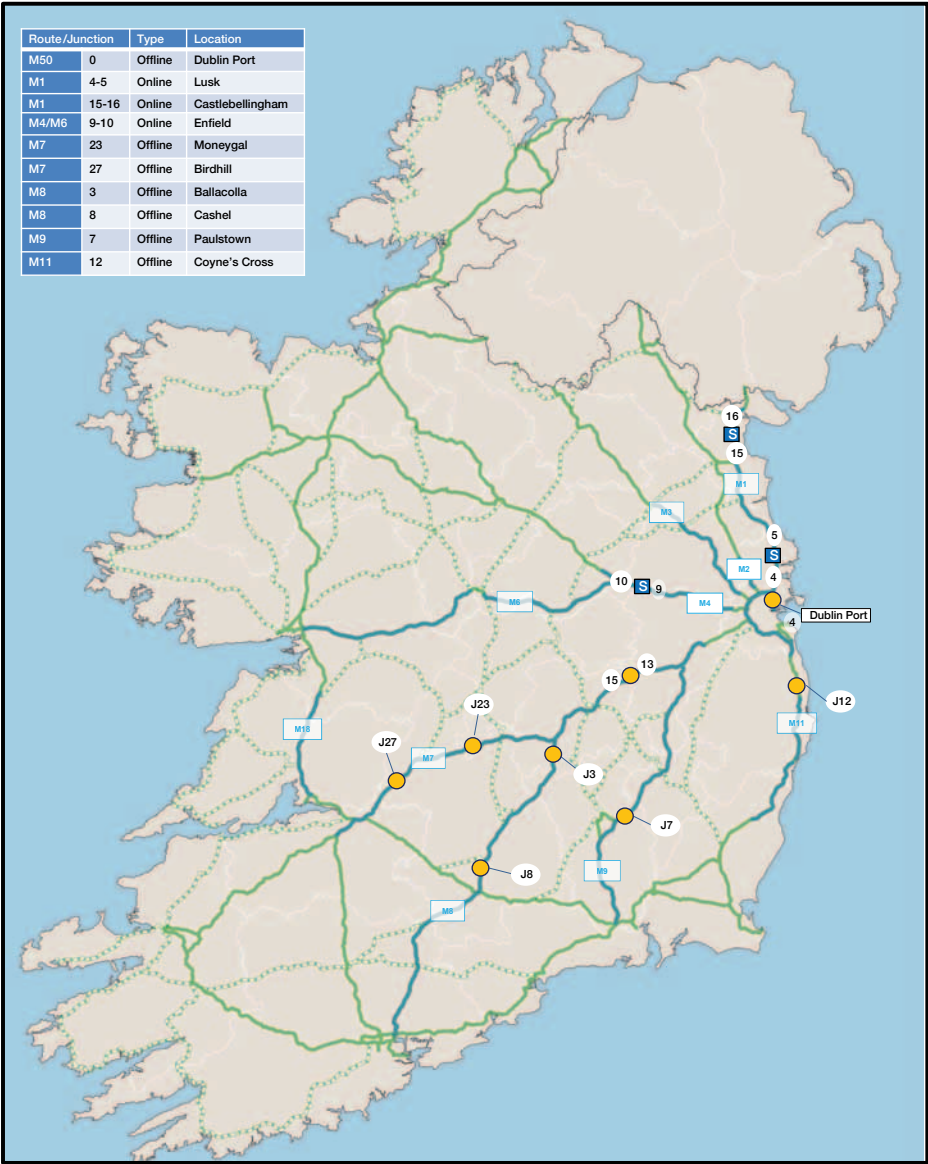 Route/Junction Type Location
M50 0 Offline Dublin Port
M1 4-5 Online Lusk
M1 15-16 Online Castlebellingham
M4/M6 9-10 Online Enfield
M7 23 Offline Moneygal
M7 27 Offline Birdhill
M8 3 Offline Ballacolla
M8 8 Offline Cashel
M9 7 Offline Paulstown
M11 12 Offline Coyne's Cross
16
S
15
M1
M3
5
S
M2
4
10
S
9
M6
M4
Dublin Port
4
13
15
J12
J23
M11
M18
J27
M7
J3
J7
M9
J8
M8